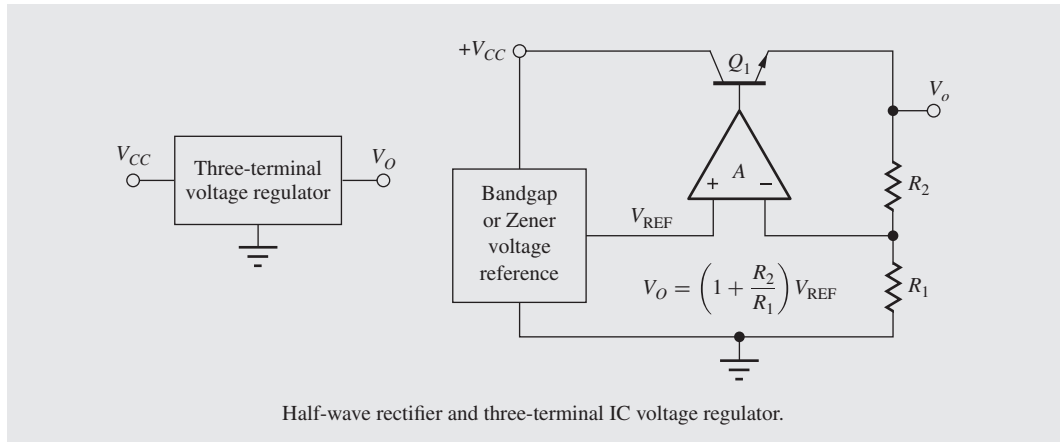 V_CC
Three-terminal
voltage regulator
V_O
+V_CC
Q_1
V_o
A
+
−
R_2
Bandgap
or Zener
voltage
reference
V_REF
V_O = (1 + R_2/R_1) V_REF
R_1
Half-wave rectifier and three-terminal IC voltage regulator.